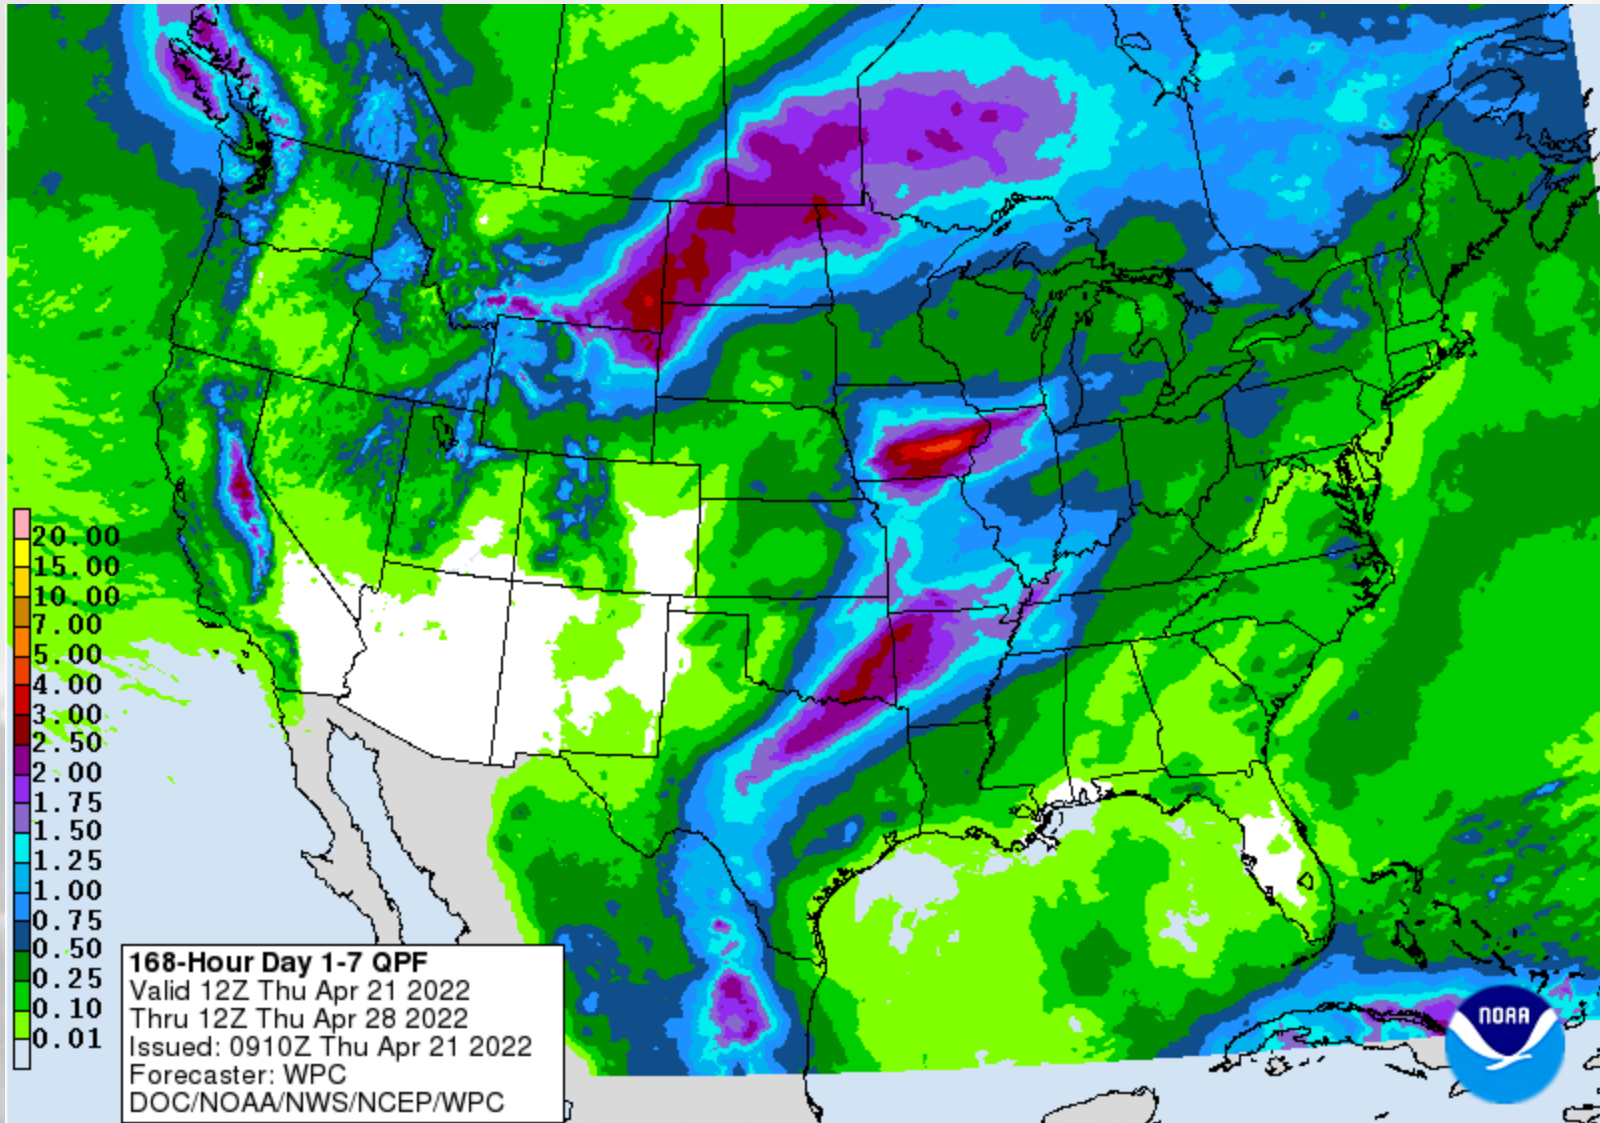 20.00
15.00
10.00
7.00
5.00
4.00
3.00
2.50
2.00
1.75
1.50
1.25
1.00
0.75
0.50
0.25
0.10
0.01
168-Hour Day 1-7 QPF
Valid 12Z Thu Apr 21 2022
Thru 12Z Thu Apr 28 2022
Issued: 0910Z Thu Apr 21 2022
Forecaster: WPC
DOC/NOAA/NWS/NCEP/WPC
NOAA